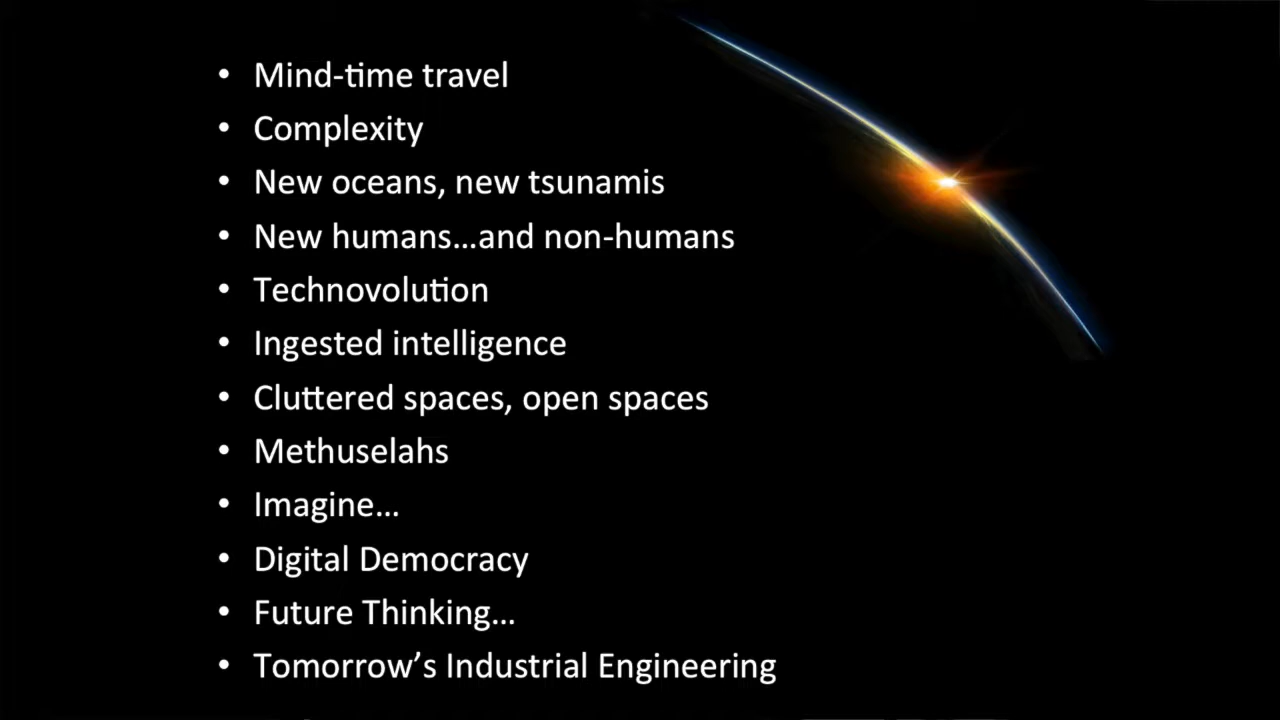 • Mind-time travel
• Complexity
• New oceans, new tsunamis
• New humans…and non-humans
• Technovolution
• Ingested intelligence
• Cluttered spaces, open spaces
• Methuselahs
• Imagine…
• Digital Democracy
• Future Thinking…
• Tomorrow’s Industrial Engineering